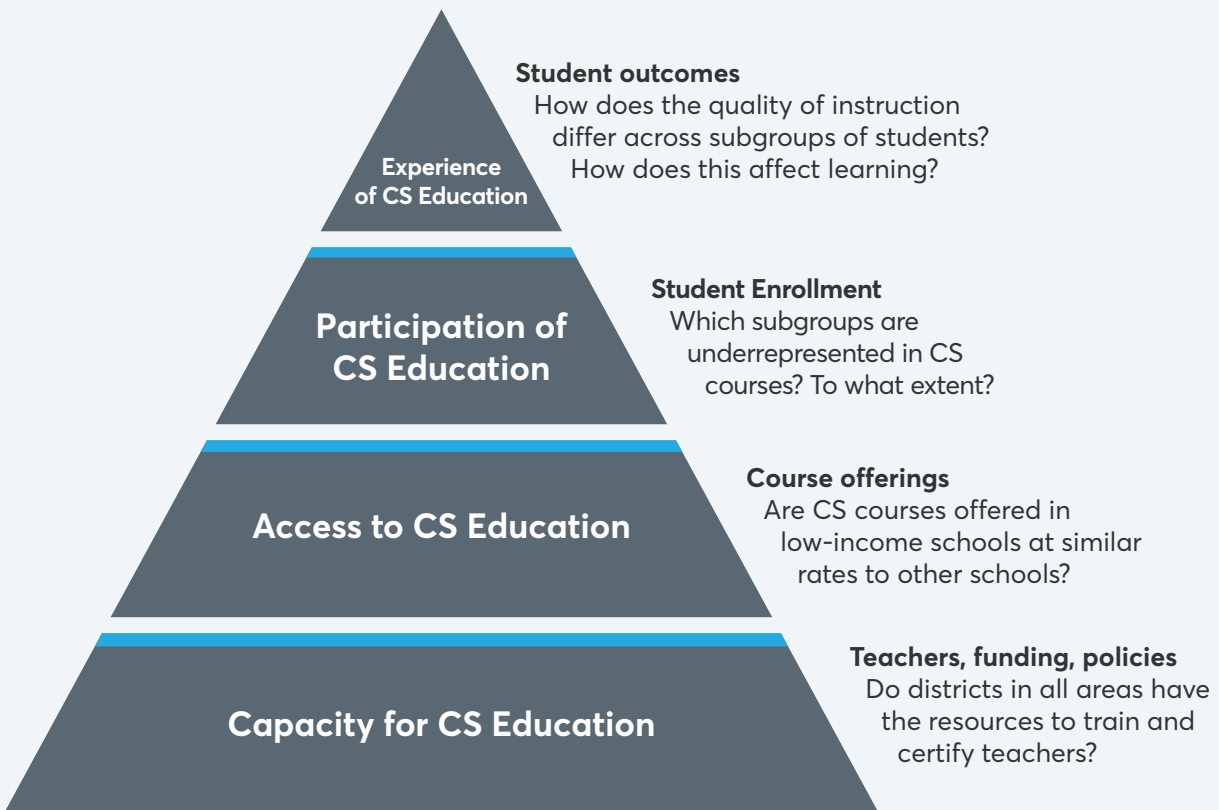 Student outcomes
How does the quality of instruction
differ across subgroups of students?
How does this affect learning?
Experience
of CS Education
Student Enrollment
Which subgroups are
underrepresented in CS
courses? To what extent?
Participation of
CS Education
Course offerings
Are CS courses offered in
low-income schools at similar
rates to other schools?
Access to CS Education
Teachers, funding, policies
Do districts in all areas have
the resources to train and
certify teachers?
Capacity for CS Education